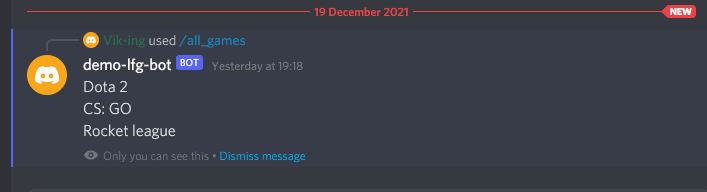 19 December 2021 NEW
Vik-ing used /all_games
demo-lfg-bot BOT Yesterday at 19:18
Dota 2
CS: GO
Rocket league
Only you can see this • Dismiss message